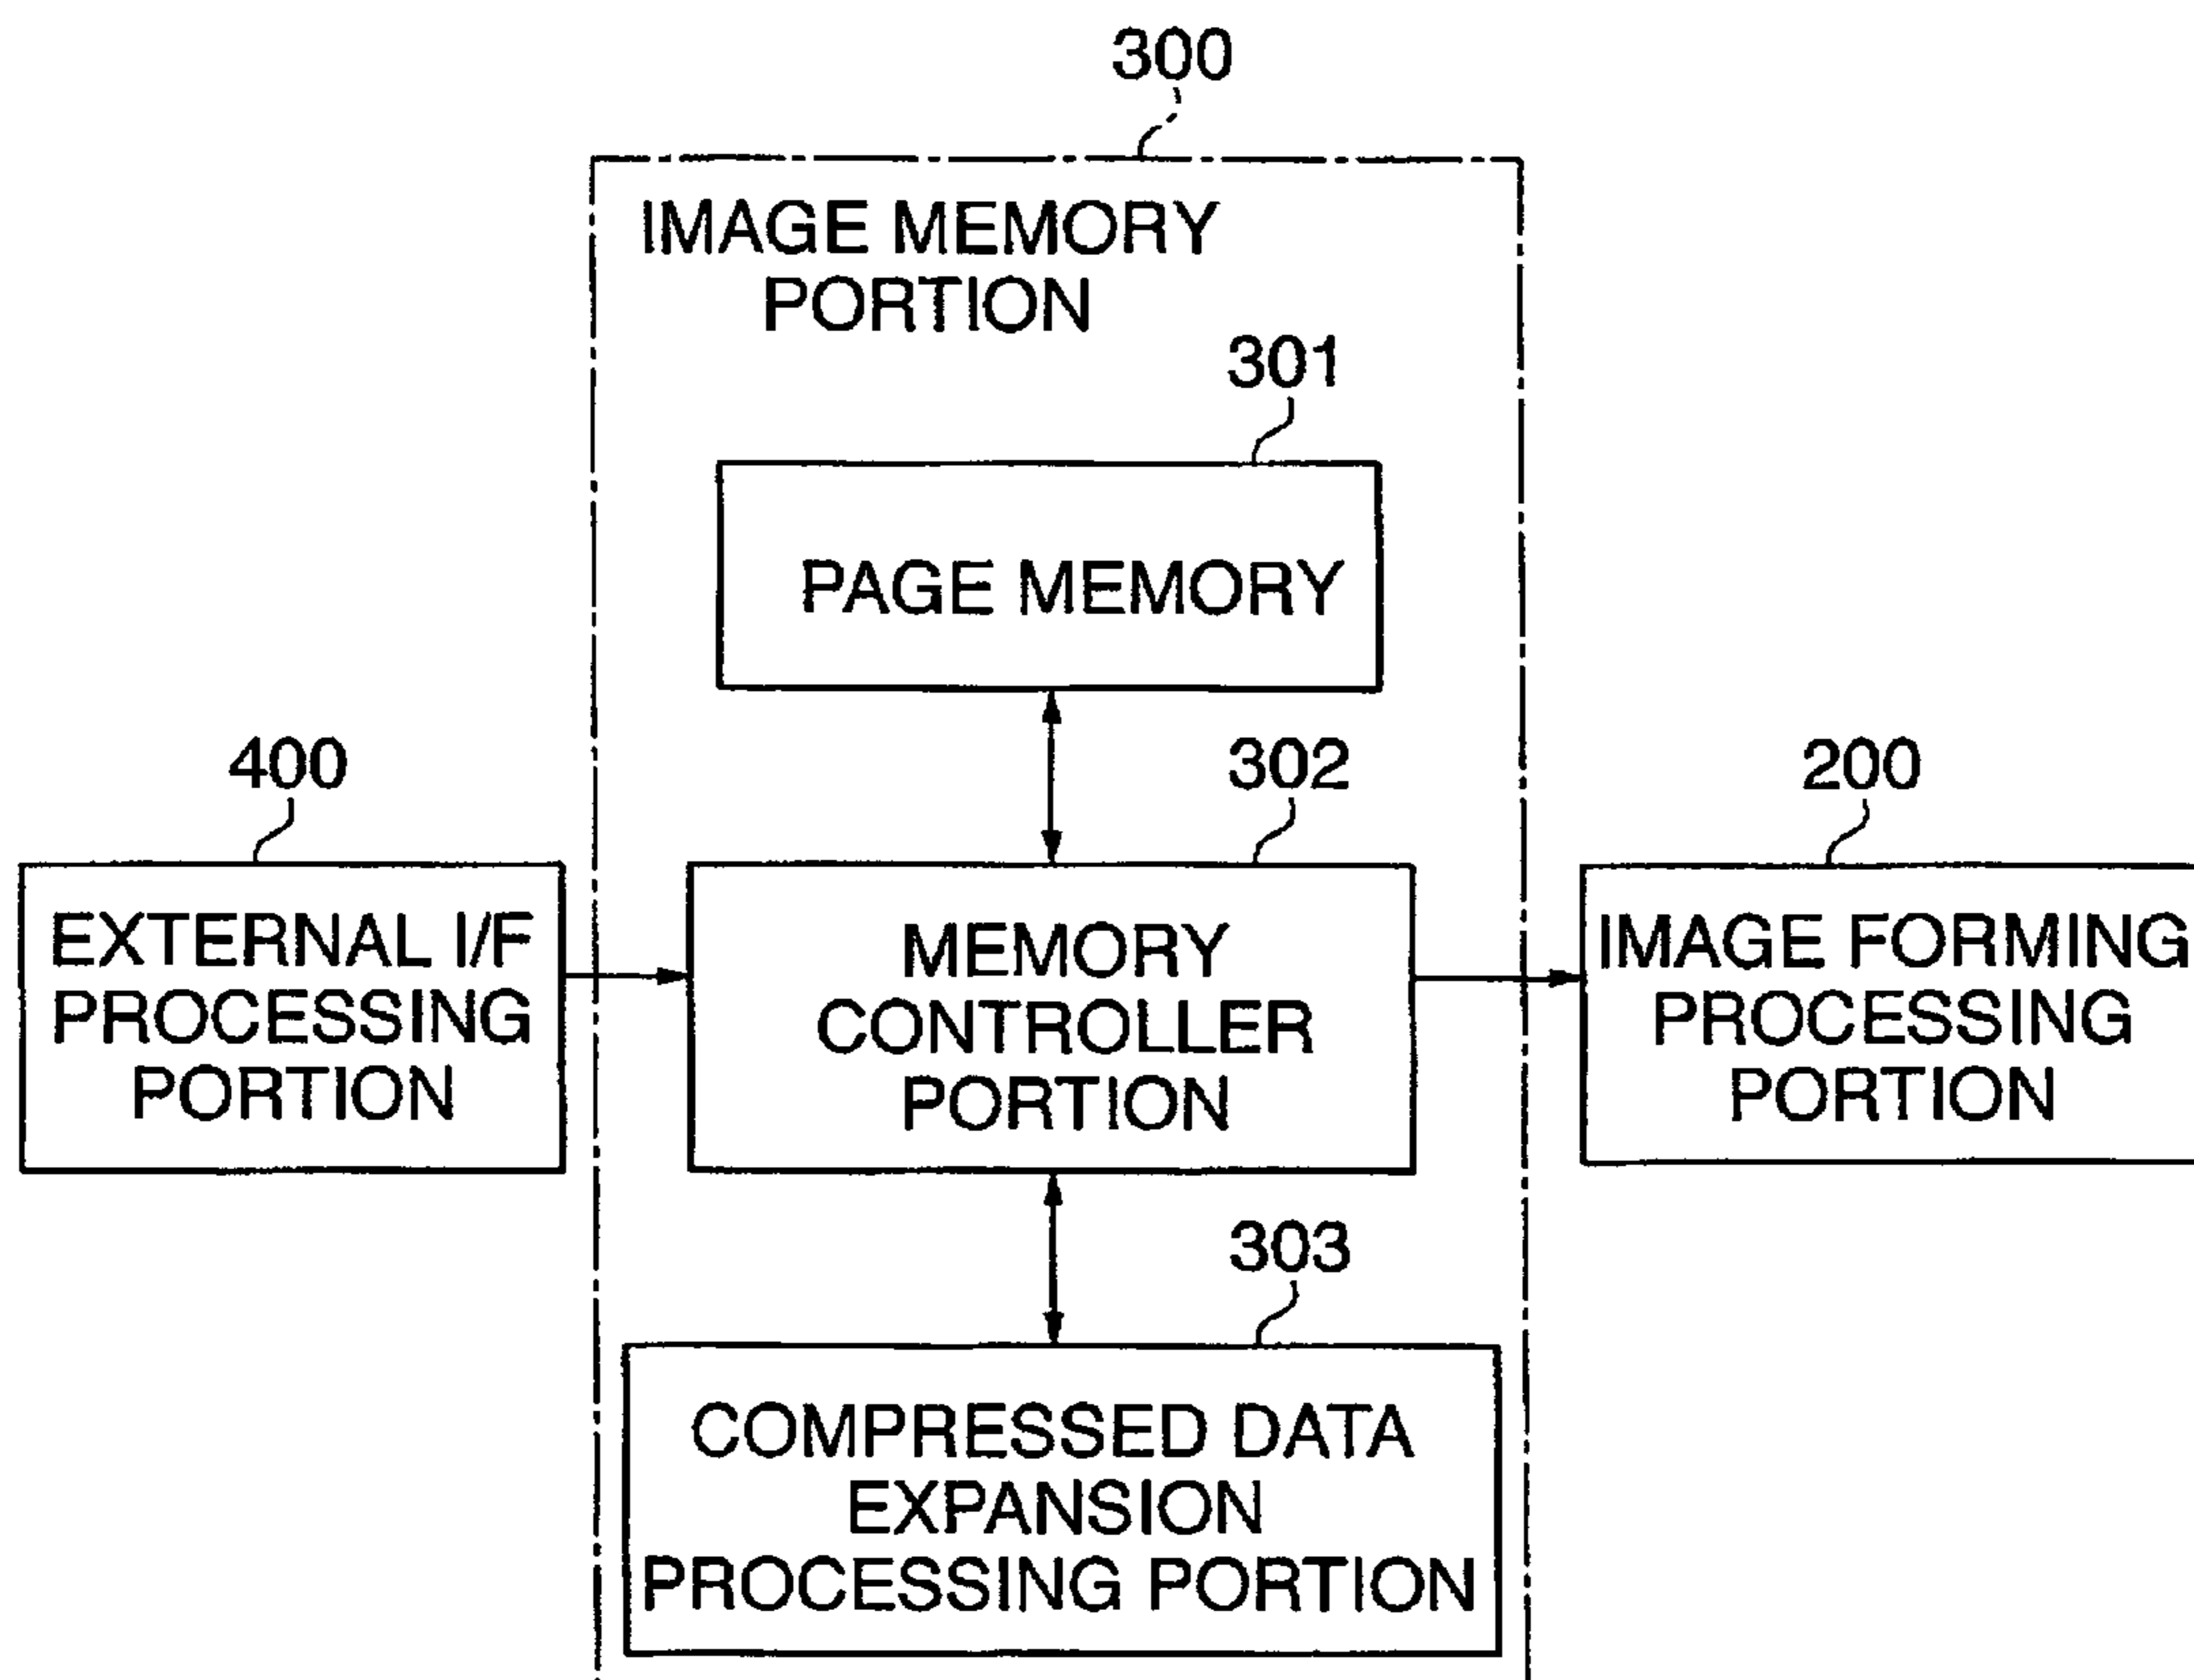 300
IMAGE MEMORY
PORTION
301
PAGE MEMORY
400
302
200
EXTERNAL I/F
PROCESSING
PORTION
MEMORY
CONTROLLER
PORTION
IMAGE FORMING
PROCESSING
PORTION
303
COMPRESSED DATA
EXPANSION
PROCESSING PORTION